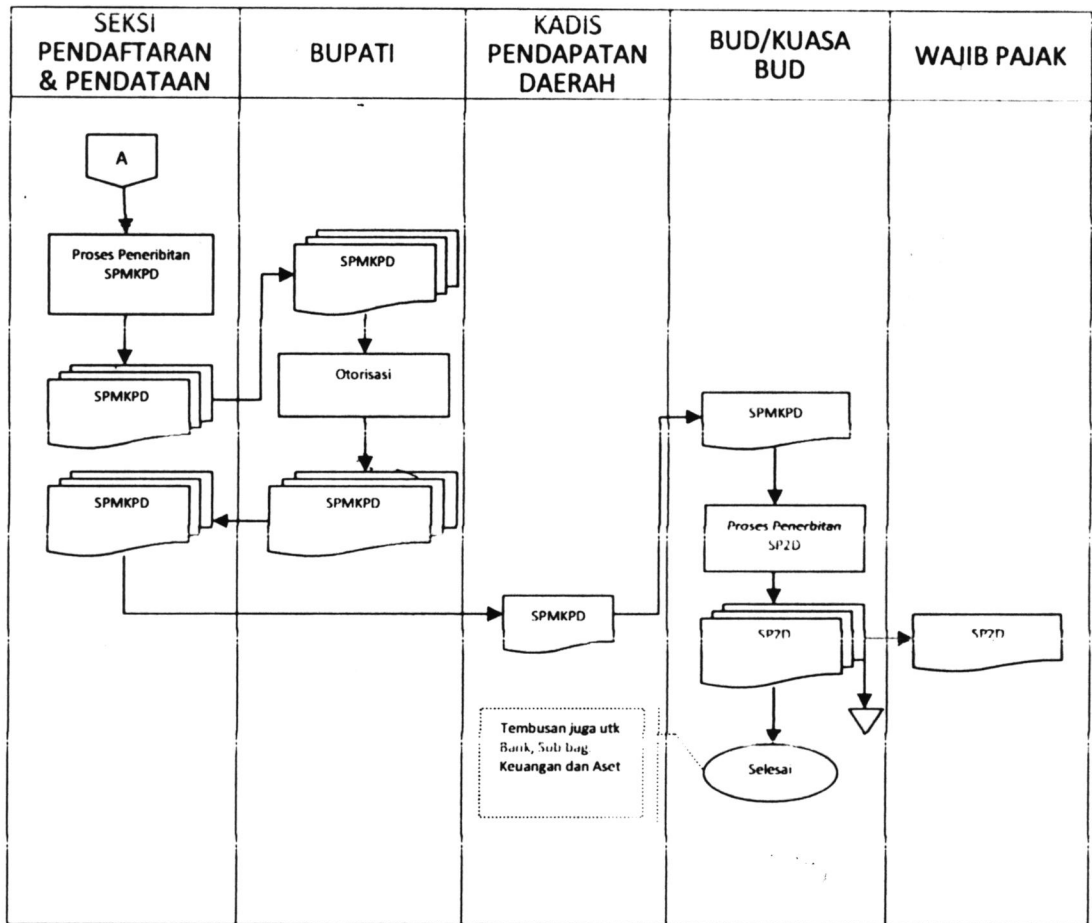 SEKSI
PENDAFTARAN
& PENDATAAN
BUPATI
KADIS
PENDAPATAN
DAERAH
BUD/KUASA
BUD
WAJIB PAJAK
A
Proses Peneribitan
SPMKPD
SPMKPD
SPMKPD
SPMKPD
Otorisasi
SPMKPD
SPMKPD
SPMKPD
Proses Penerbitan
SP2D
SP2D
SP2D
Tembusan juga utk
Bank, Sub bag
Keuangan dan Aset
Selesai